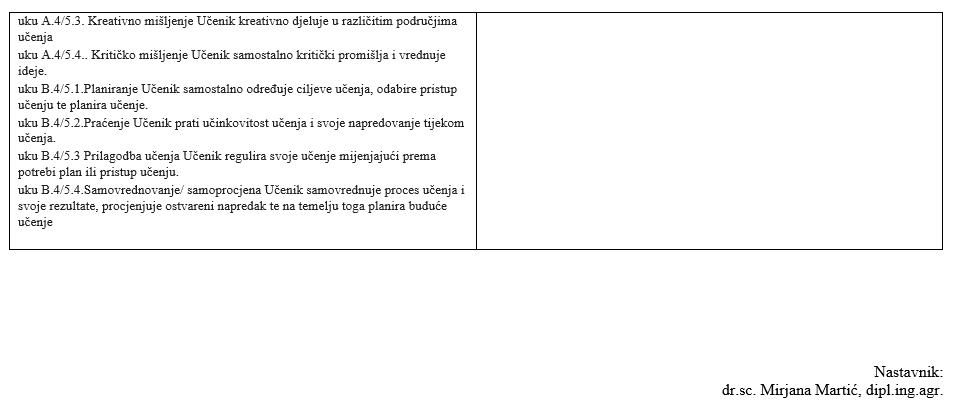 uku A.4/5.3. Kreativno mišljenje Učenik kreativno djeluje u različitim područjima
učenja
uku A.4/5.4.. Kritičko mišljenje Učenik samostalno kritički promišlja i vrednuje
ideje.
uku B.4/5.1.Planiranje Učenik samostalno određuje ciljeve učenja, odabire pristup
učenju te planira učenje.
uku B.4/5.2.Praćenje Učenik prati učinkovitost učenja i svoje napredovanje tijekom
učenja.
uku B.4/5.3 Prilagodba učenja Učenik regulira svoje učenje mijenjajući prema
potrebi plan ili pristup učenju.
uku B.4/5.4.Samovrednovanje/ samoprocjena Učenik samovrednuje proces učenja i
svoje rezultate, procjenjuje ostvareni napredak te na temelju toga planira buduće
učenje
Nastavnik:
dr.sc. Mirjana Martić, dipl.ing.agr.